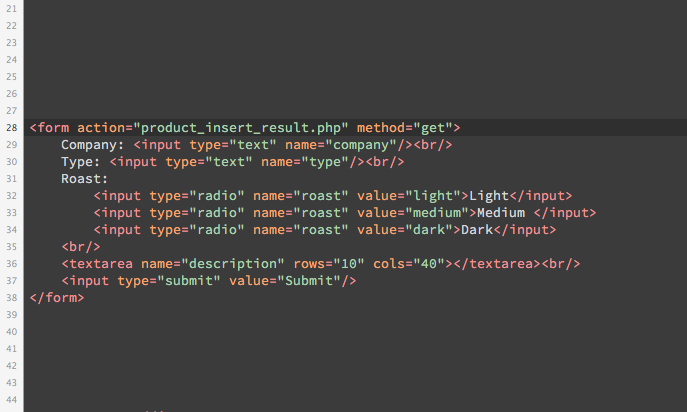 21
22
23
24
25
26
27
28 <form action="product_insert_result.php" method="get">
29 Company: <input type="text" name="company"/><br/>
30 Type: <input type="text" name="type"/><br/>
31 Roast:
32 <input type="radio" name="roast" value="light">Light</input>
33 <input type="radio" name="roast" value="medium">Medium </input>
34 <input type="radio" name="roast" value="dark">Dark</input>
35 <br/>
36 <textarea name="description" rows="10" cols="40"></textarea><br/>
37 <input type="submit" value="Submit"/>
38 </form>
39
40
41
42
43
44